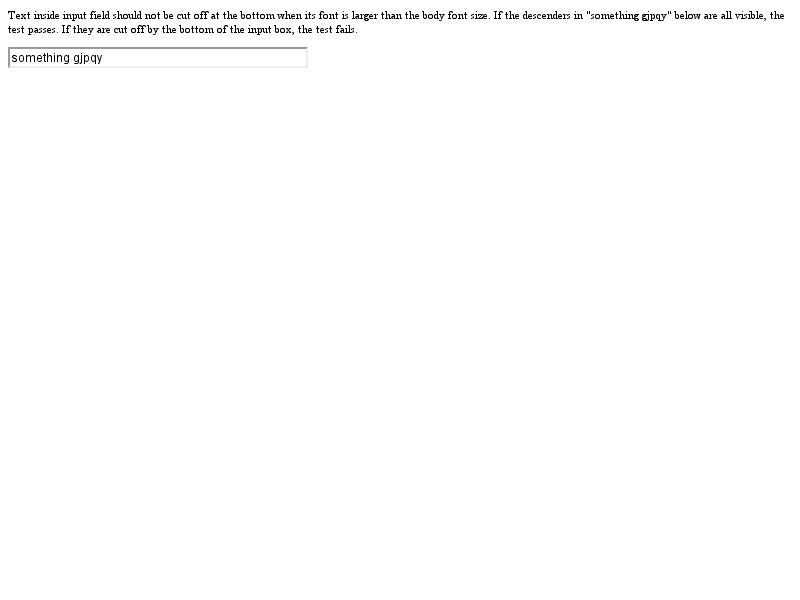 Text inside input field should not be cut off at the bottom when its font is larger than the body font size. If the descenders in "something gjpqy" below are all visible, the
test passes. If they are cut off by the bottom of the input box, the test fails.
something gjpqy